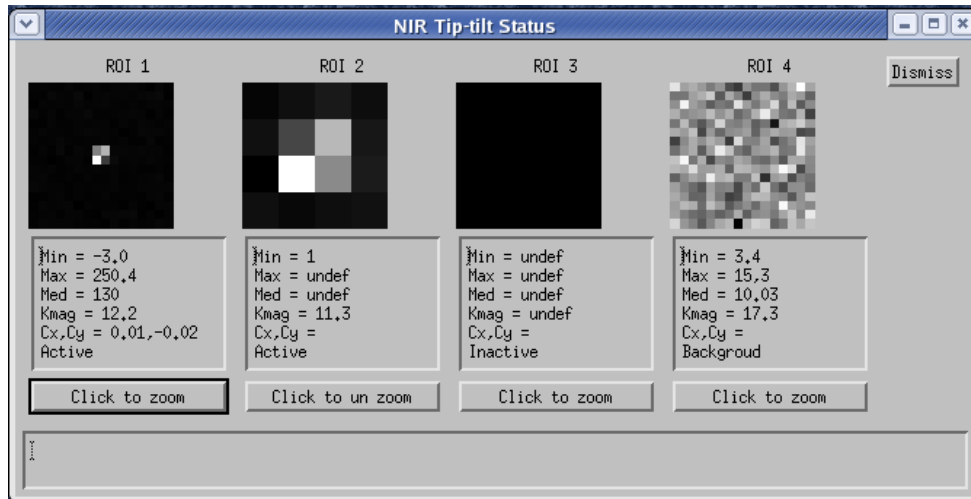 NIR Tip-tilt Status
ROI 1
ROI 2
ROI 3
ROI 4
Dismiss
Min = -3.0
Max = 250.4
Med = 130
Kmag = 12.2
Cx,Cy = 0.01,-0.02
Active
Min = 1
Max = undef
Med = undef
Kmag = 11.3
Cx,Cy =
Active
Min = undef
Max = undef
Med = undef
Kmag = undef
Cx,Cy =
Inactive
Min = 3.4
Max = 15,3
Med = 10.03
Kmag = 17.3
Cx,Cy =
Backgroud
Click to zoom
Click to un zoom
Click to zoom
Click to zoom